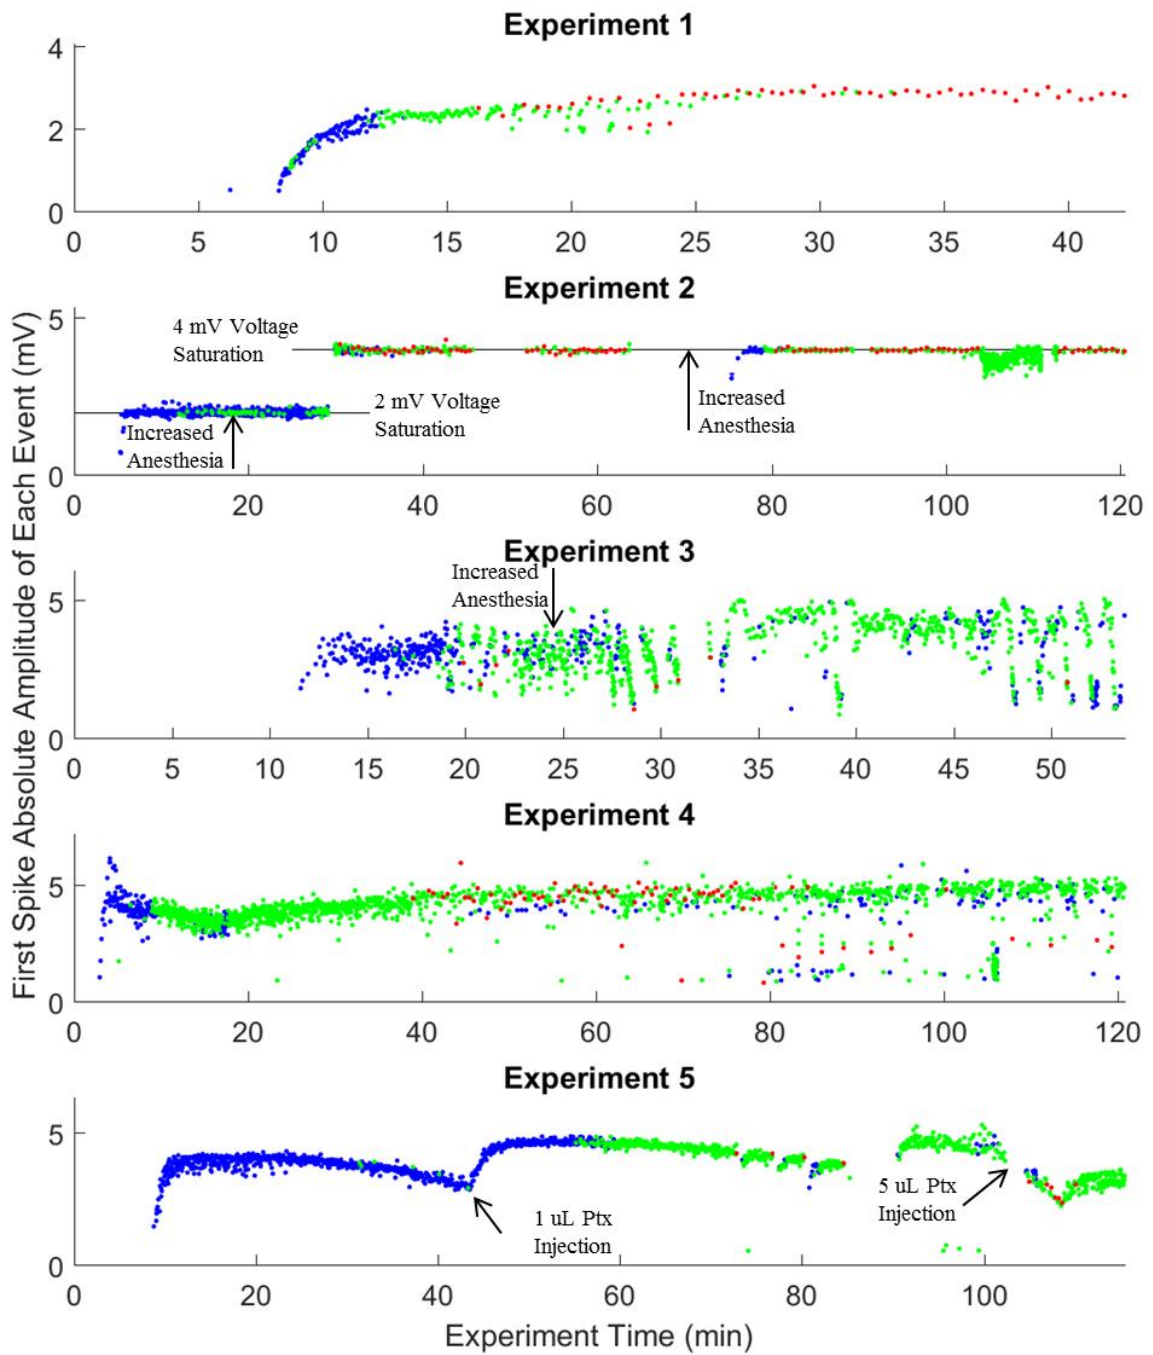 Experiment 1
4
2
0
0 5 10 15 20 25 30 35 40
Experiment 2
5
0
4 mV Voltage
Saturation
2 mV Voltage
Saturation
Increased
Anesthesia
Increased
Anesthesia
0 20 40 60 80 100 120
Experiment 3
Increased
Anesthesia
5
0
0 5 10 15 20 25 30 35 40 45 50
Experiment 4
5
0
0 20 40 60 80 100 120
Experiment 5
5
0
1 uL Ptx
Injection
5 uL Ptx
Injection
0 20 40 60 80 100
Experiment Time (min)
First Spike Absolute Amplitude of Each Event (mV)